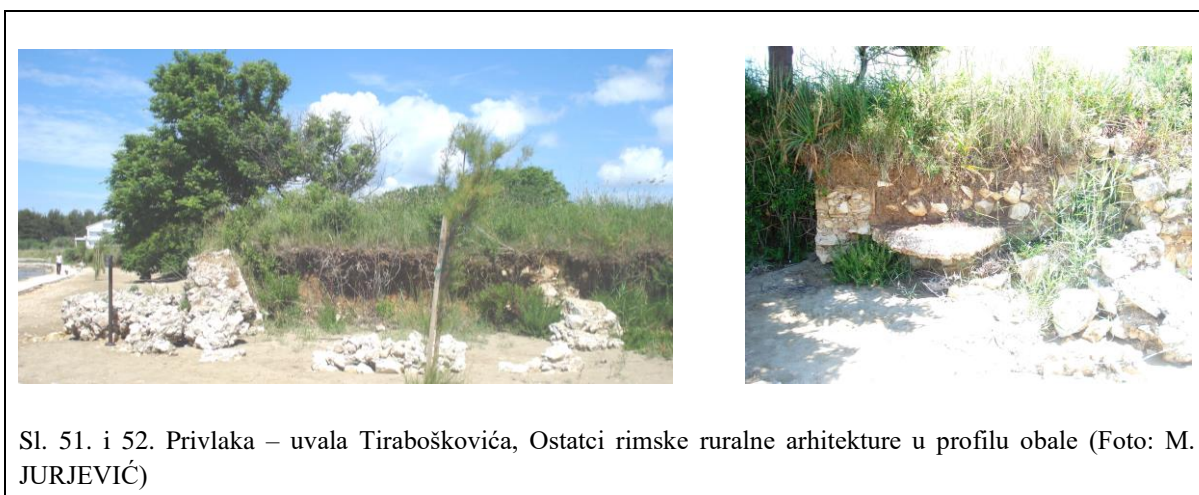 Sl. 51. i 52. Privlaka – uvala Tiraboškovića, Ostatci rimske ruralne arhitekture u profilu obale (Foto: M.
JURJEVIĆ)